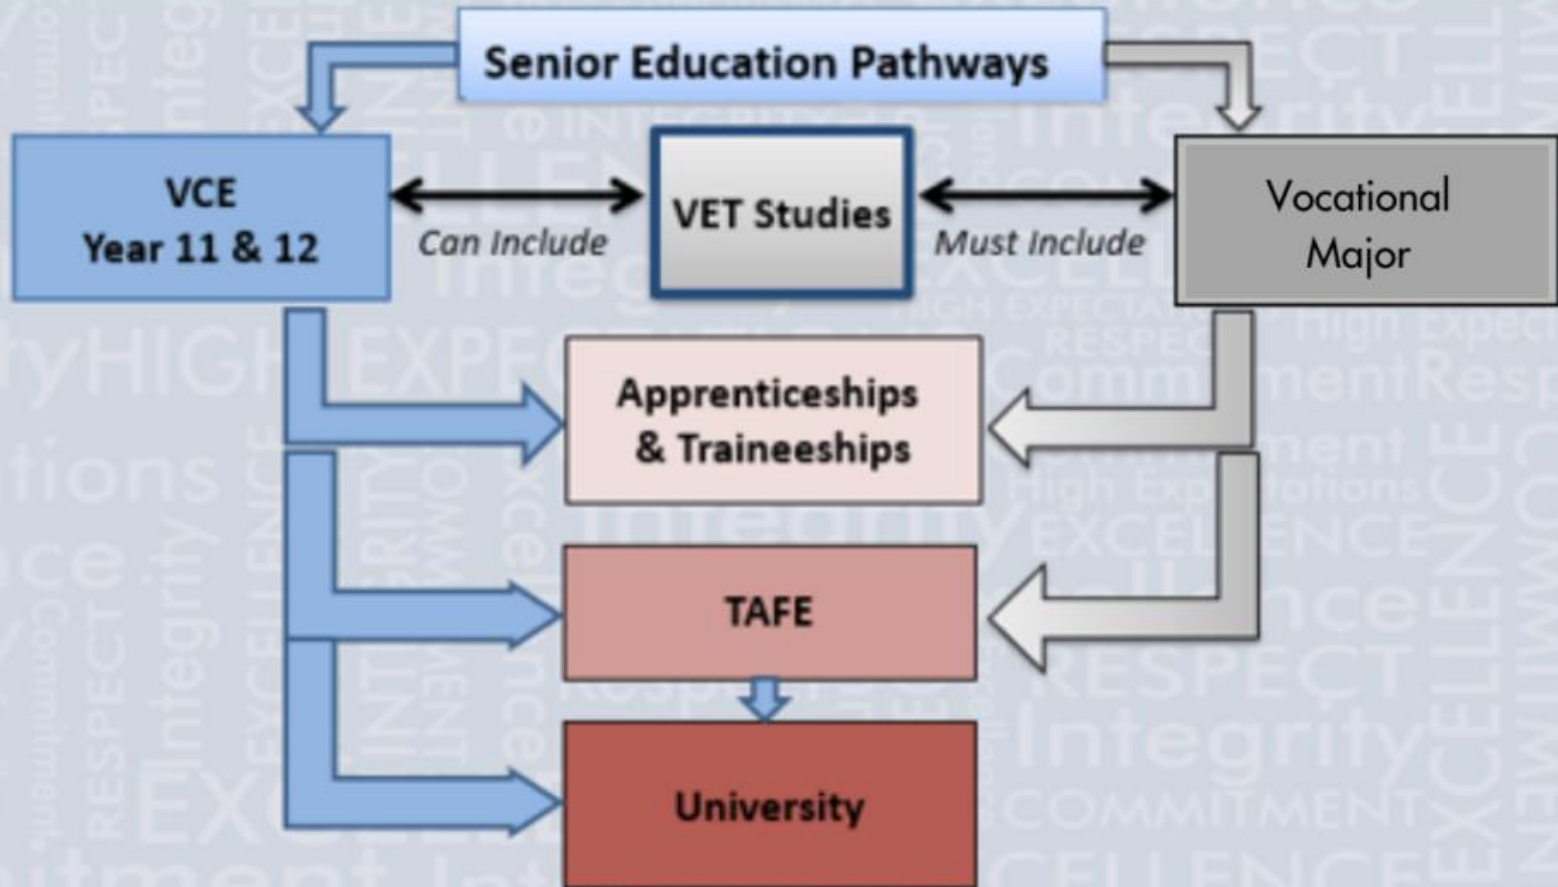 Senior Education Pathways
VCE
Year 11 & 12
Can Include
VET Studies
Must Include
Vocational
Major
Apprenticeships
& Traineeships
TAFE
University